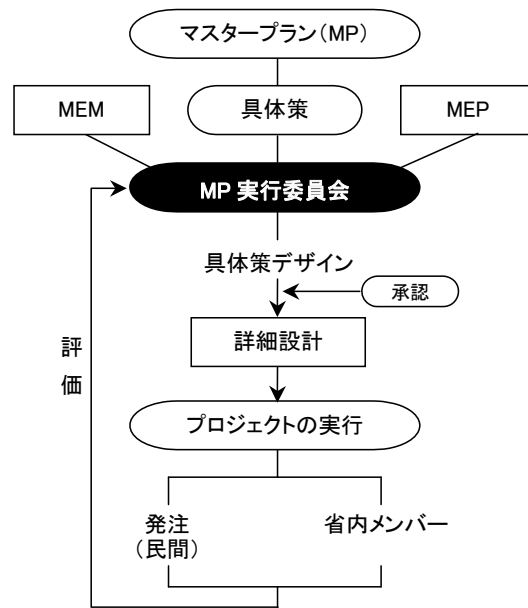 マスタープラン（MP）
MEM
具体策
MEP
MP 実行委員会
具体策デザイン
承認
詳細設計
評
価
プロジェクトの実行
発注
（民間）
省内メンバー